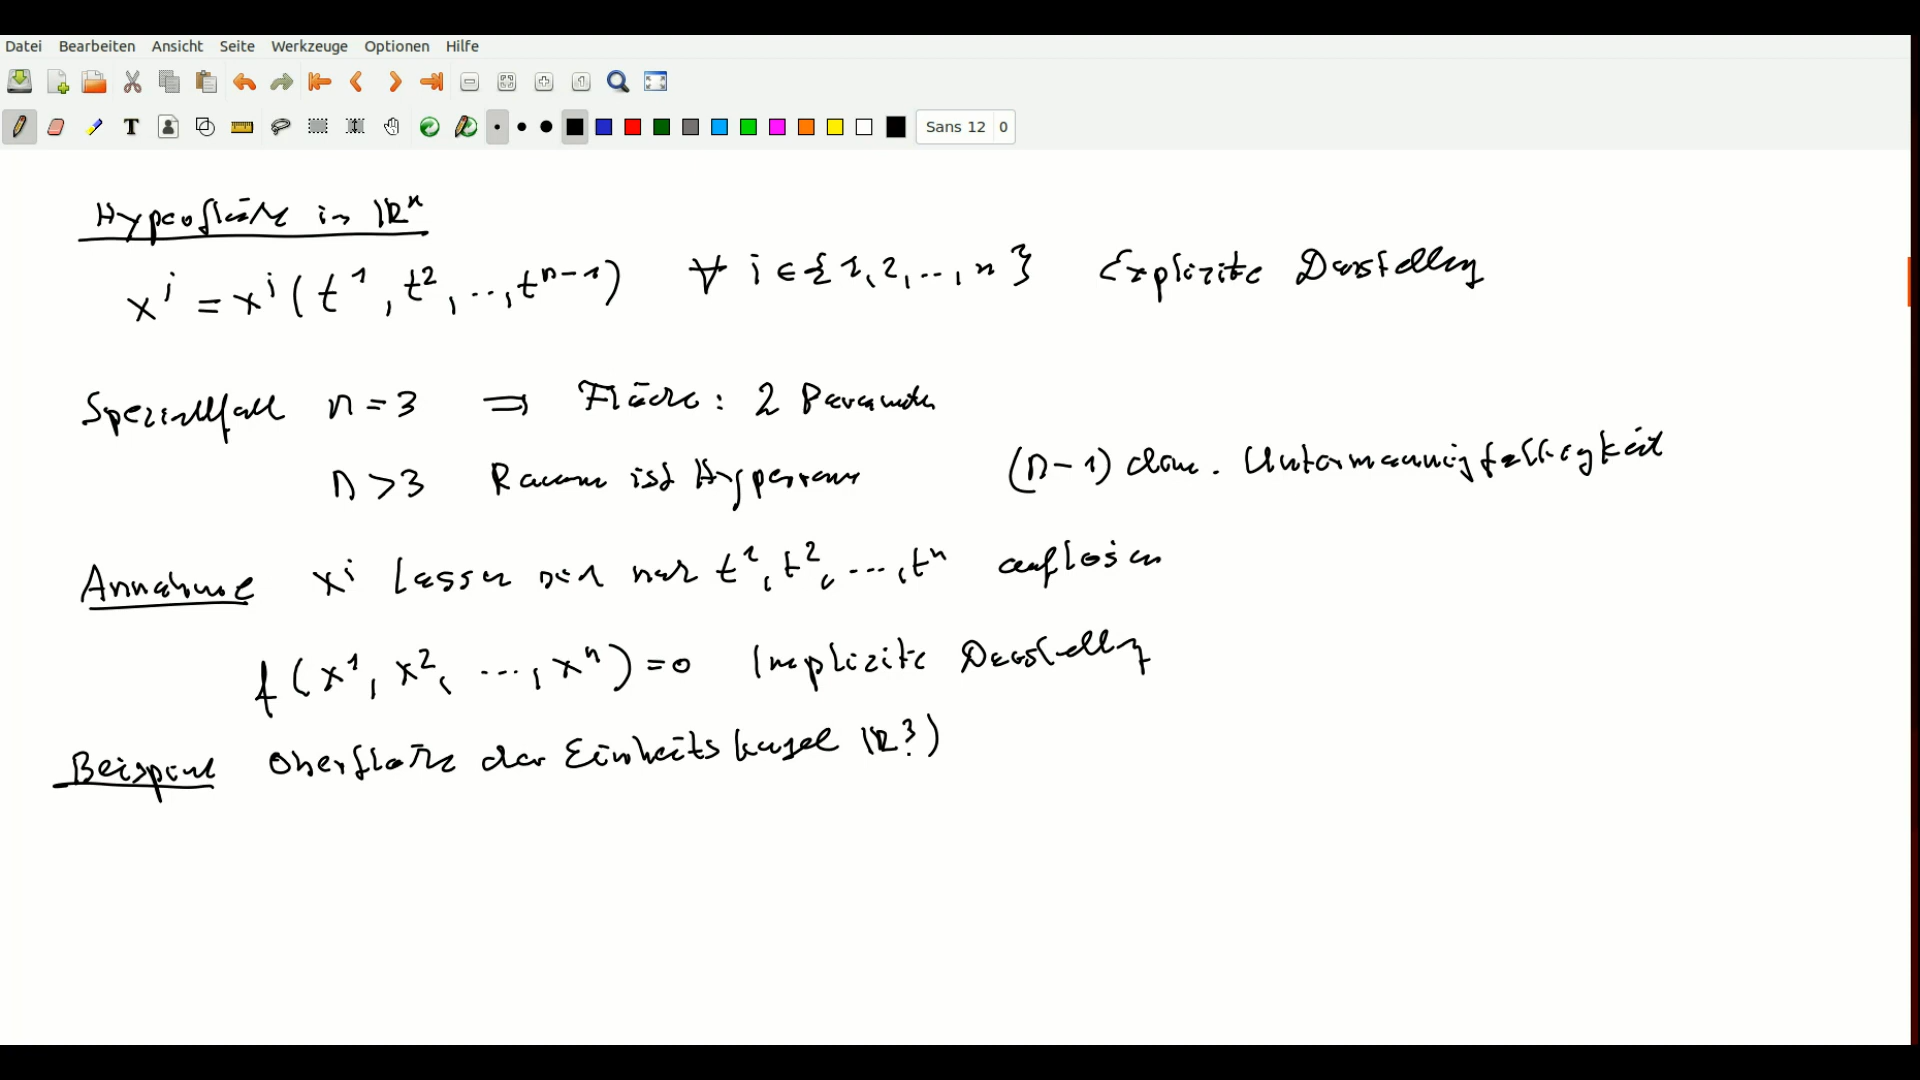 Datei Bearbeiten Ansicht Seite Werkzeuge Optionen Hilfe
T Sans 12 0
Hyperfläche in ℝⁿ
xⁱ = xⁱ(t¹, t², ..., tⁿ⁻¹) ∀ i ∈ {1, 2, ..., n} Explizite Darstellung
Spezialfall n = 3 ⇒ Fläche: 2 Parameter
n > 3 Raum ist Hyperraum (n-1) dim. Untermannigfaltigkeit
Annahme xⁱ lassen sich nach t¹, t², ..., tⁿ auflösen
f(x¹, x², ..., xⁿ) = 0 Implizite Darstellung
Beispiel Oberfläche der Einheitskugel ℝ³)